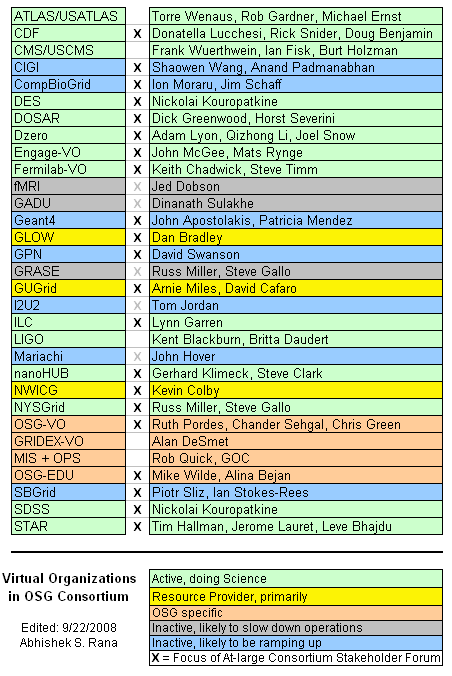 ATLAS/USATLAS Torre Wenaus, Rob Gardner, Michael Ernst
CDF X Donatella Lucchesi, Rick Snider, Doug Benjamin
CMS/USCMS Frank Wuerthwein, Ian Fisk, Burt Holzman
CIGI X Shaowen Wang, Anand Padmanabhan
CompBioGrid X Ion Moraru, Jim Schaff
DES X Nickolai Kouropatkine
DOSAR X Dick Greenwood, Horst Severini
Dzero X Adam Lyon, Qizhong Li, Joel Snow
Engage-VO X John McGee, Mats Rynge
Fermilab-VO X Keith Chadwick, Steve Timm
fMRI X Jed Dobson
GADU X Dinanath Sulakhe
Geant4 X John Apostolakis, Patricia Mendez
GLOW X Dan Bradley
GPN X David Swanson
GRASE X Russ Miller, Steve Gallo
GUGrid X Arnie Miles, David Cafaro
I2U2 X Tom Jordan
ILC X Lynn Garren
LIGO Kent Blackburn, Britta Daudert
Mariachi X John Hover
nanoHUB X Gerhard Klimeck, Steve Clark
NWICG X Kevin Colby
NYSGrid X Russ Miller, Steve Gallo
OSG-VO X Ruth Pordes, Chander Sehgal, Chris Green
GRIDEX-VO Alan DeSmet
MIS + OPS Rob Quick, GOC
OSG-EDU X Mike Wilde, Alina Bejan
SBGrid X Piotr Sliz, Ian Stokes-Rees
SDSS X Nickolai Kouropatkine
STAR X Tim Hallman, Jerome Lauret, Leve Bhajdu
Virtual Organizations
in OSG Consortium
Edited: 9/22/2008
Abhishek S. Rana
Active, doing Science
Resource Provider, primarily
OSG specific
Inactive, likely to slow down operations
Inactive, likely to be ramping up
X = Focus of At-large Consortium Stakeholder Forum